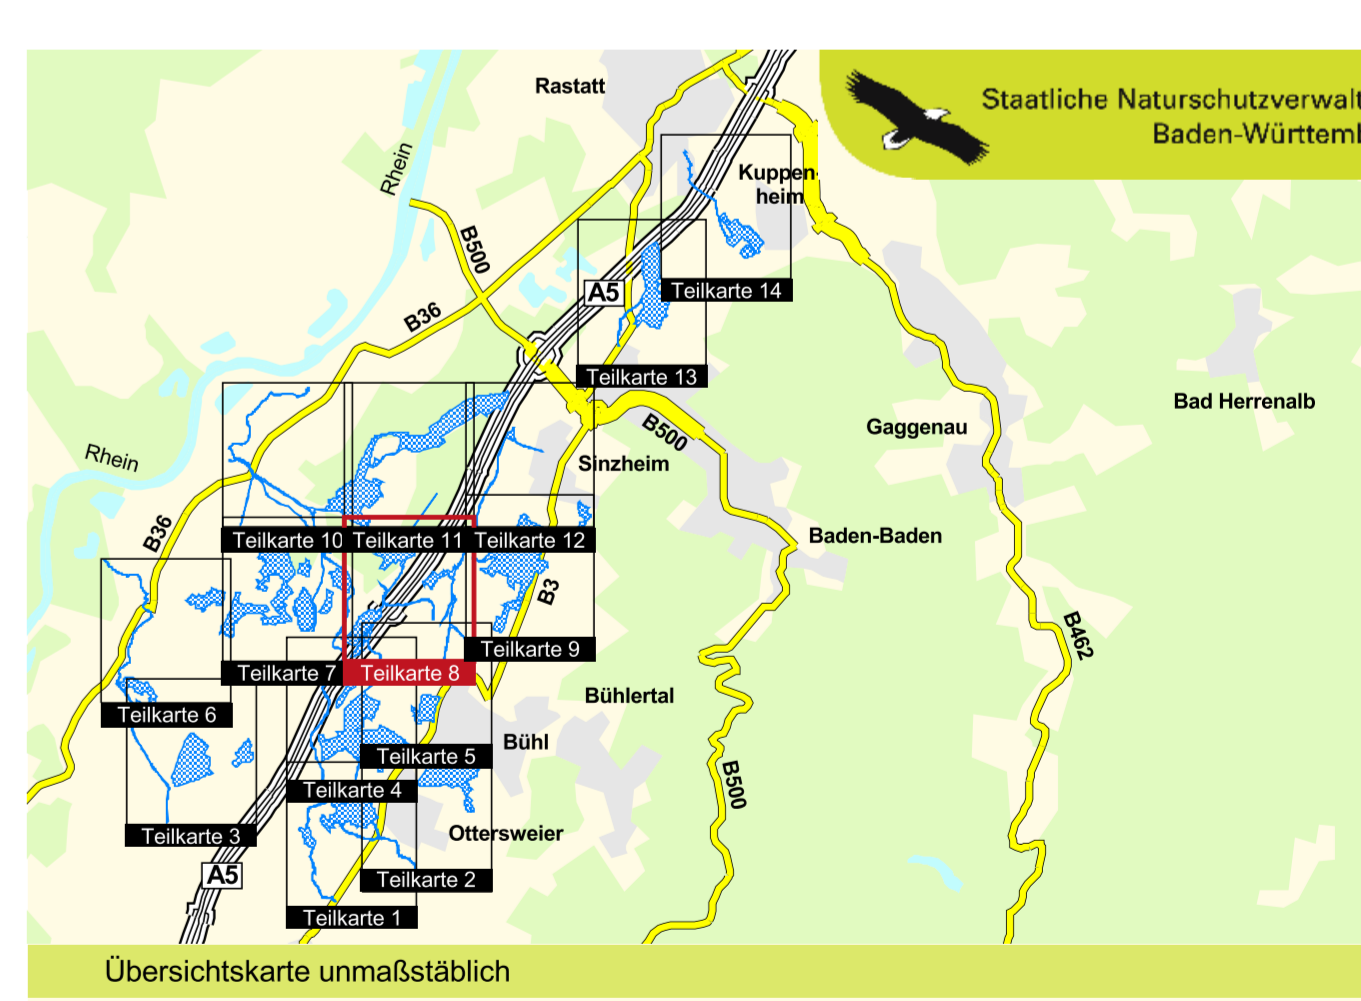 Rastatt
Staatliche Naturschutzverwalt
Baden-Württem
Rhein
Kuppen-
heim
B500
A5
Teilkarte 14
B36
Teilkarte 13
Bad Herrenalb
Gaggenau
B500
Sinzheim
Rhein
B36
Teilkarte 10
Teilkarte 11
Teilkarte 12
Baden-Baden
B3
B462
Teilkarte 9
Teilkarte 7
Teilkarte 8
Bühlertal
Teilkarte 6
Bühl
Teilkarte 5
B500
Teilkarte 4
Teilkarte 3
Ottersweier
A5
Teilkarte 2
Teilkarte 1
Übersichtskarte unmaßstäblich